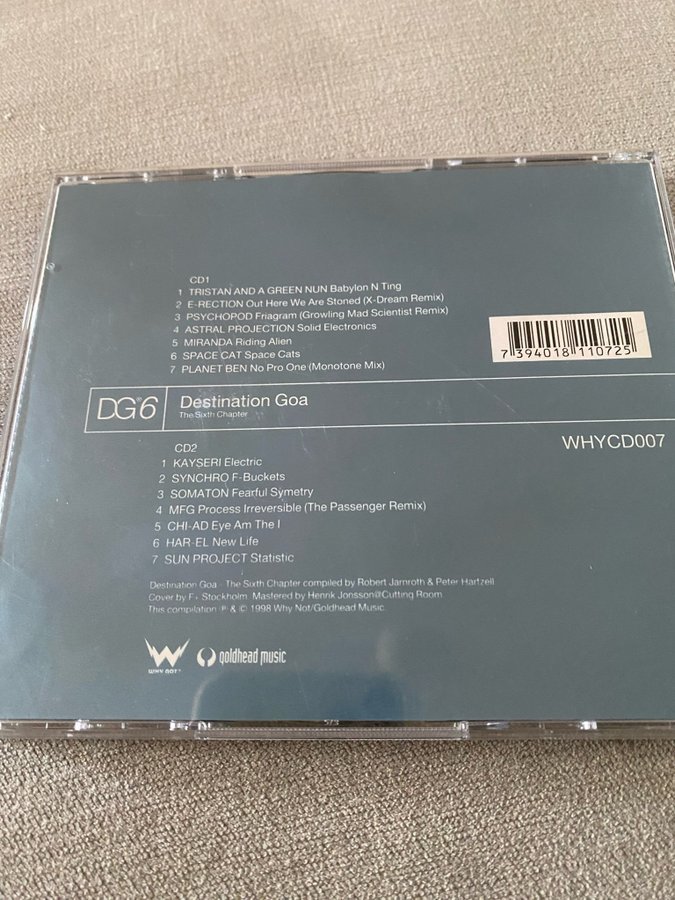 CD1
1 TRISTAN AND A GREEN NUN Babylon N Ting
2 E-RECTION Out Here We Are Stoned (X-Dream Remix)
3 PSYCHOPOD Friagram (Growling Mad Scientist Remix)
4 ASTRAL PROJECTION Solid Electronics
5 MIRANDA Riding Alien
6 SPACE CAT Space Cats
7 PLANET BEN No Pro One (Monotone Mix)
7 394018 110725
DG®6 Destination Goa
The Sixth Chapter
WHYCD007
CD2
1 KAYSERI Electric
2 SYNCHRO F-Buckets
3 SOMATON Fearful Symetry
4 MFG Process Irreversible (The Passenger Remix)
5 CHI-AD Eye Am The I
6 HAR-EL New Life
7 SUN PROJECT Statistic
Destination Goa - The Sixth Chapter compiled by Robert Jarnroth & Peter Hartzell
Cover by F+ Stockholm. Mastered by Henrik Jonsson@Cutting Room.
This compilation ℗ & © 1998 Why Not/Goldhead Music.
W
WHY NOT?
goldhead music